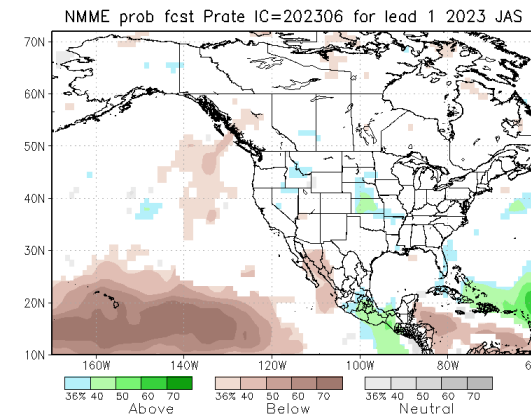 NMME prob fcst Prate IC=202306 for lead 1 2023 JAS
70N
60N
50N
40N
30N
20N
10N
160W 140W 120W 100W 80W 6
36% 40 50 60 70 36% 40 50 60 70 36% 40 50 60 70
Above Below Neutral